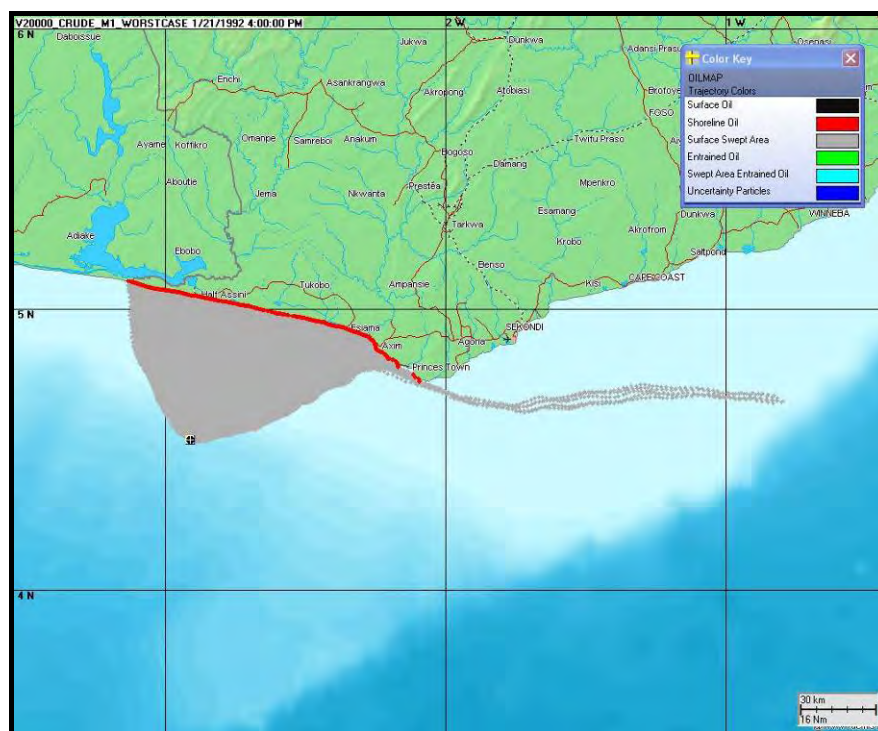 V20000_CRUDE_M1_WORSTCASE 1/21/1992 4:00:00 PM
2 W
1 W
6 N
Daboissue
Jukwa
Dunkwa
Adansi Prasu
Enchi
Asankrangwa
Akropong
Atobiasi
FOSO
Color Key
OILMAP
Trajectory Colors
Surface Oil
Shoreline Oil
Surface Swept Area
Entrained Oil
Swept Area Entrained Oil
Uncertainty Particles
Ayame
Koffikro
Omanpe
Samreboi
Anakum
Twifu Praso
Bogoso
Damang
Aboutie
Jema
Nkwanta
Prestea
Mpenkro
Esamang
Dunkwa
WINNEBA
Tarkwa
Akrofrom
Adiake
Ebobo
Krobo
Saltpond
Benso
Half Assini
Tukobo
Ampansie
Kisi
CAPE COAST
5 N
Esiama
SEKONDI
Axim
Agona
Princes Town
4 N
30 km
16 Nm